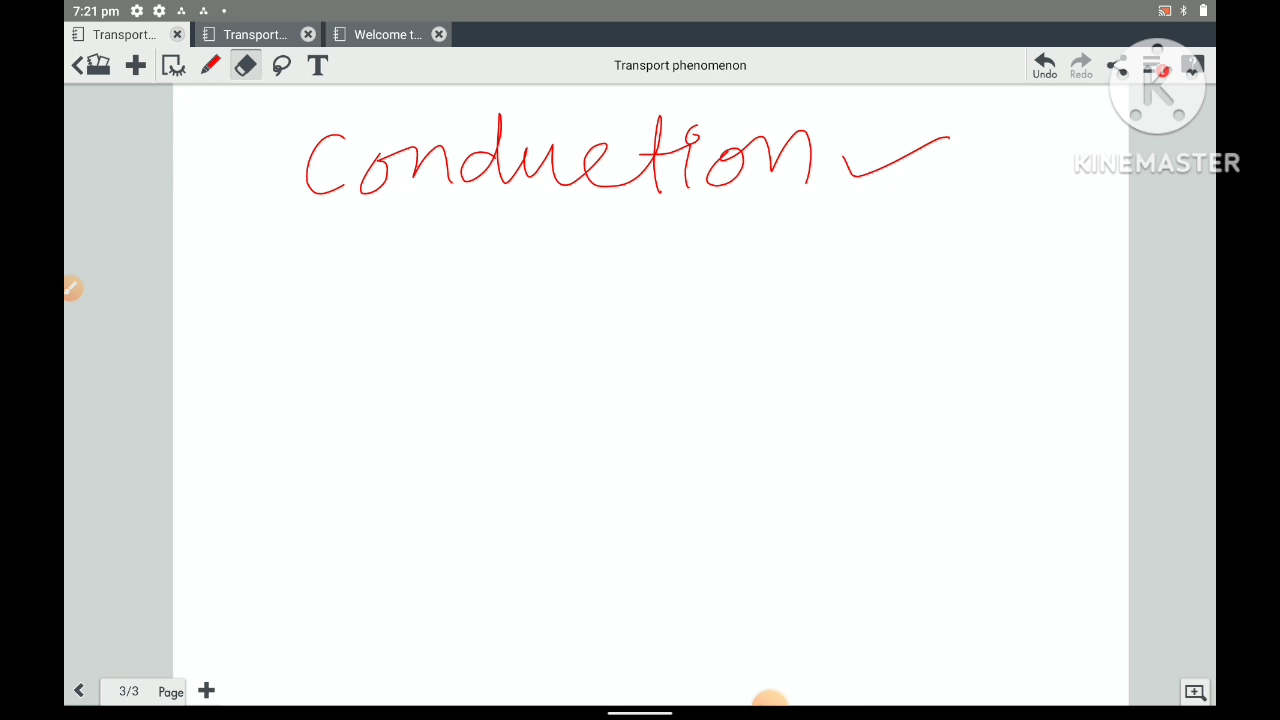 7:21 pm
Transport... Transport... Welcome t...
T Transport phenomenon Undo Redo ?
K
KINEMASTER
Conduction
3/3 Page